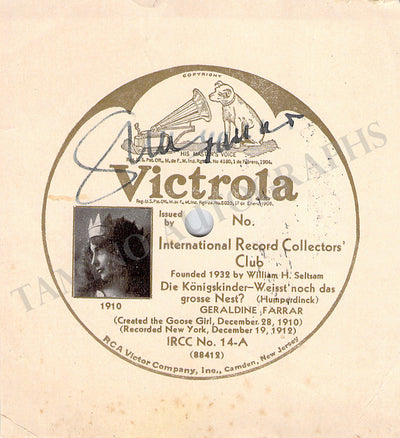 COPYRIGHT
HIS MASTER'S VOICE
Victrola
Issued by
No.
International Record Collectors' Club
Founded 1932 by William H. Seltsam
Die Königskinder-Weisst'noch das
grosse Nest? (Humperdinck)
GERALDINE FARRAR
(Created the Goose Girl, December 28, 1910)
(Recorded New York, December 19, 1912)
IRCC No. 14-A
(88412)
1910
RCA Victor Company, Inc., Camden, New Jersey
TAMINO AUTOGRAPHS